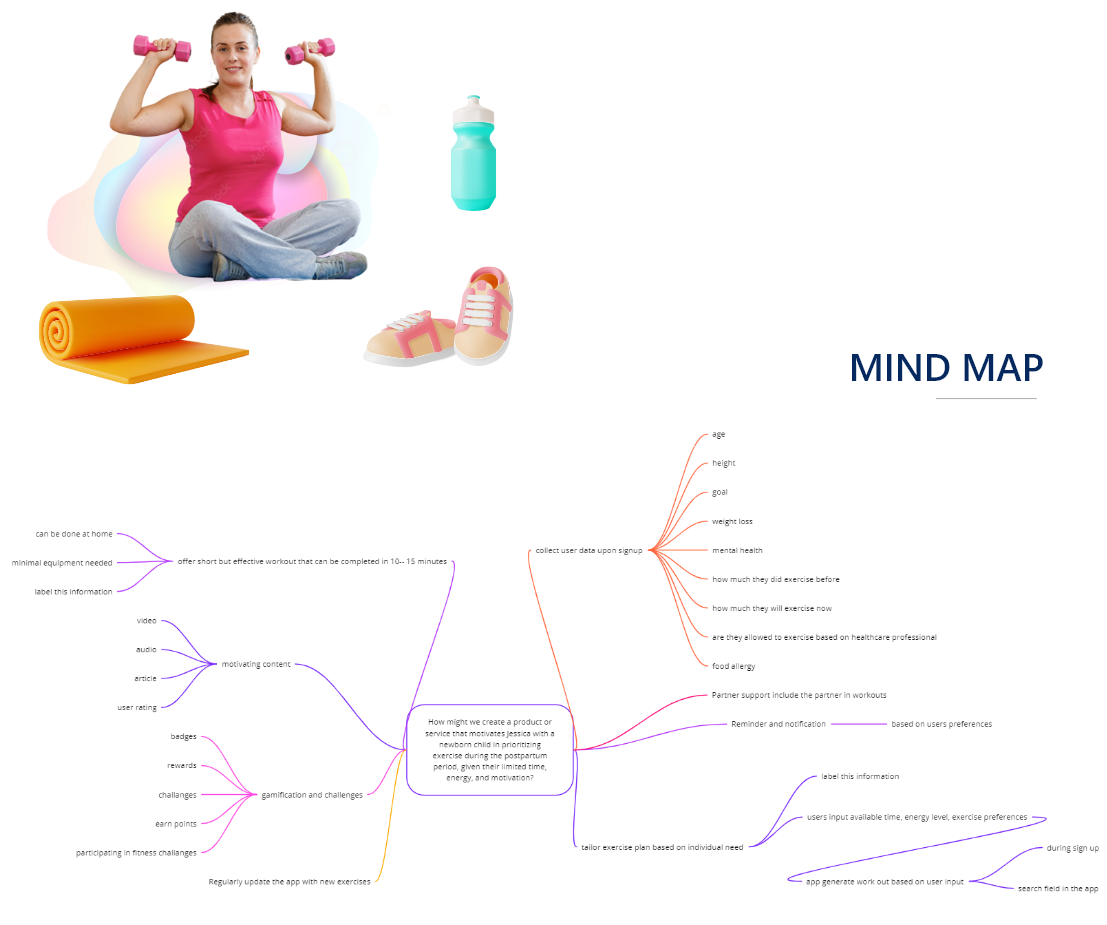 MIND MAP
age
height
goal
weight loss
mental health
how much they did exercise before
how much they will exercise now
are they allowed to exercise based on healthcare professional
food allergy
collect user data upon signup
can be done at home
minimal equipment needed
label this information
offer short but effective workout that can be completed in 10-- 15 minutes
video
audio
article
user rating
motivating content
badges
rewards
challanges
earn points
participating in fitness challanges
gamification and challenges
Regularly update the app with new exercises
How might we create a product or
service that motivates Jessica with a
newborn child in prioritizing
exercise during the postpartum
period, given their limited time,
energy, and motivation?
Partner support include the partner in workouts
Reminder and notification
based on users preferences
tailor exercise plan based on individual need
label this information
users input available time, energy level, exercise preferences
app generate work out based on user input
during sign up
search field in the app